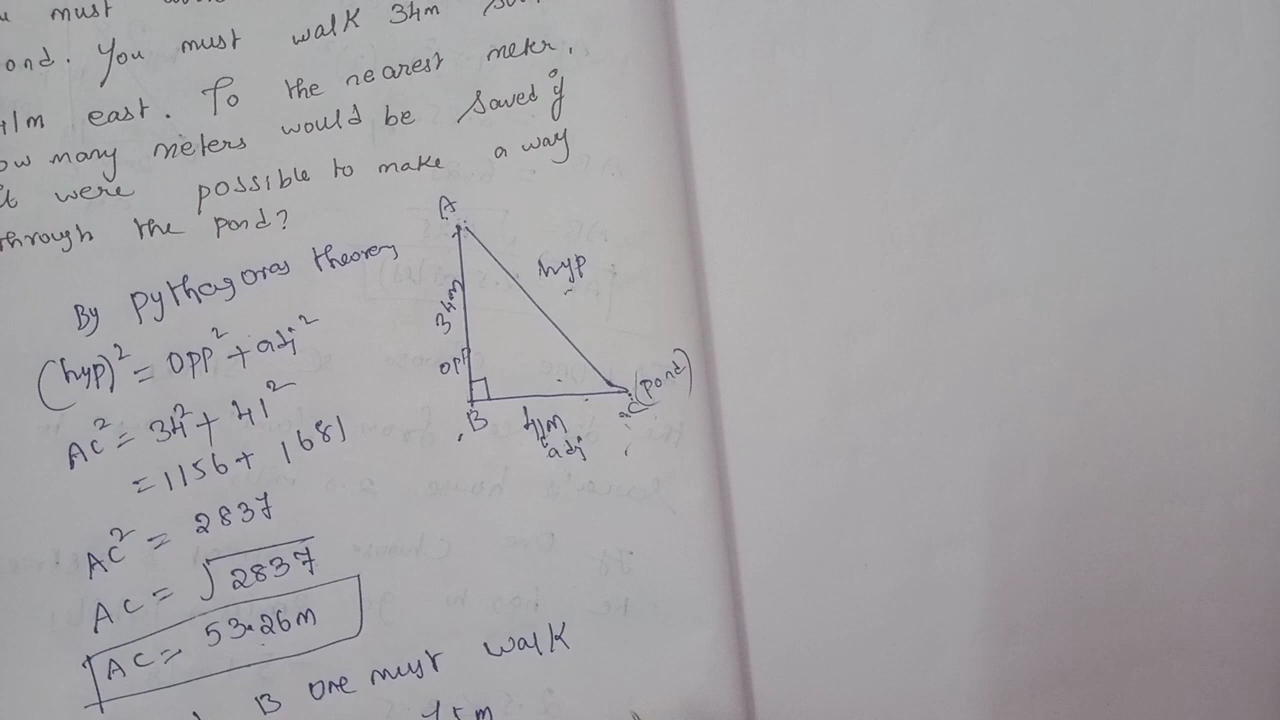 must
ond. You must walk 34m
41m east. To the nearest meter.
ow many meters would be saved if
it were possible to make a way
through the pond?
By pythagoras theorem
(hyp)² = opp² + adj²
AC² = 34² + 41²
= 1156 + 1681
AC² = 2837
AC = √2837
AC = 53.26m
B one must walk
A
34m
opp
hyp
B
41m
adj
C (pond)